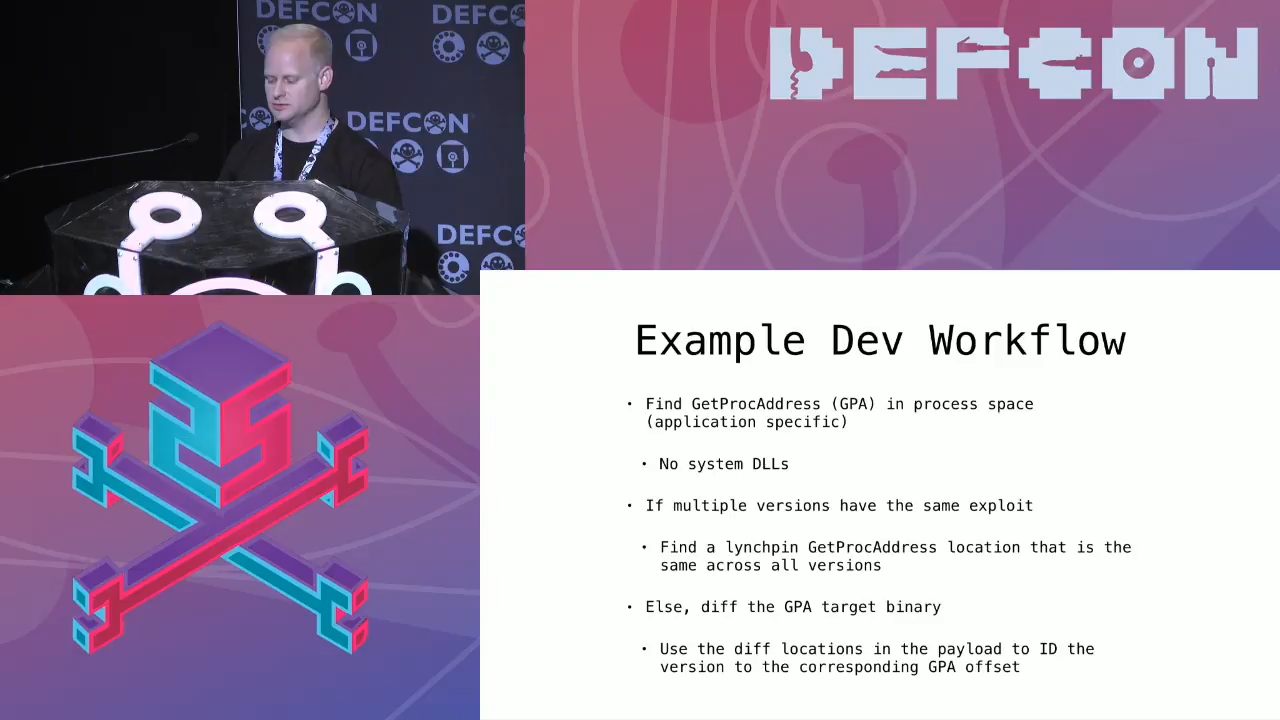 DEFCON
DEFC
DEFCON
DEFC
DEFCON
Example Dev Workflow
• Find GetProcAddress (GPA) in process space
(application specific)
• No system DLLs
• If multiple versions have the same exploit
• Find a lynchpin GetProcAddress location that is the
same across all versions
• Else, diff the GPA target binary
• Use the diff locations in the payload to ID the
version to the corresponding GPA offset